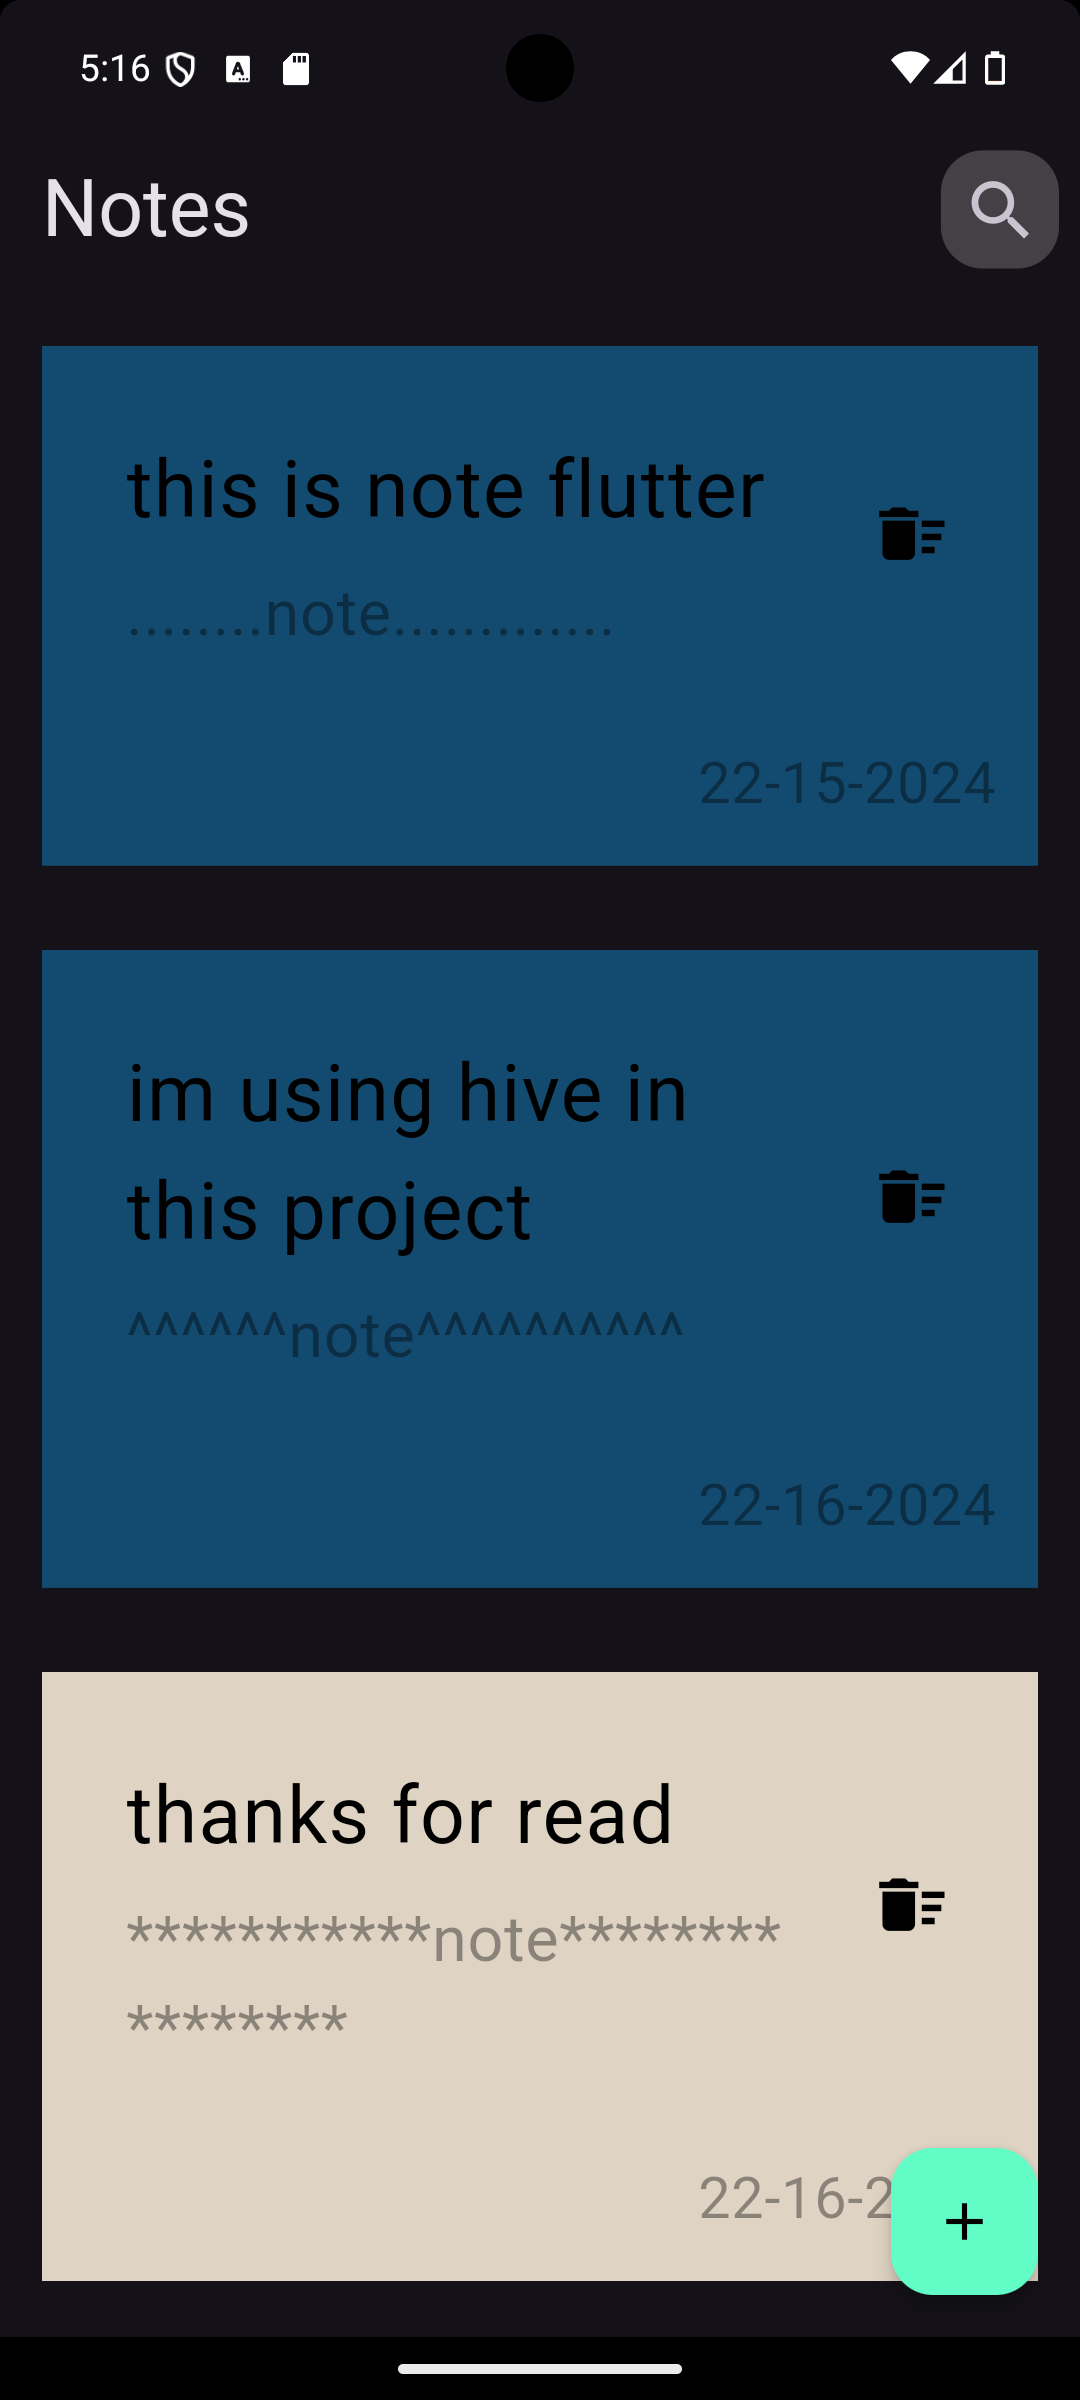 5:16
Notes
this is note flutter
........note.............
22-15-2024
im using hive in
this project
^^^^^^note^^^^^^^^^^
22-16-2024
thanks for read
***********note********
********
22-16-2
+